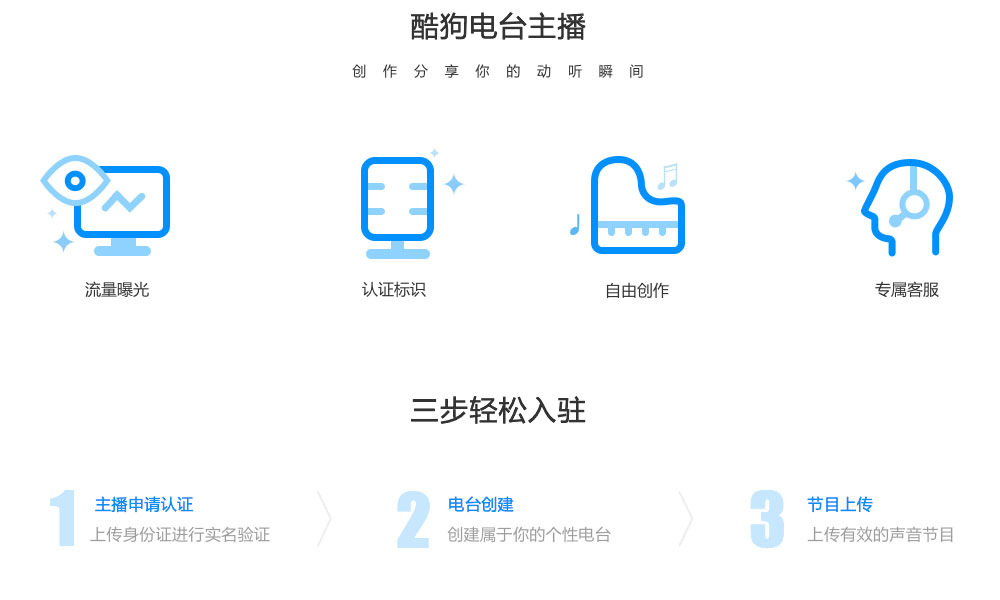 酷狗电台主播
创作分享你的动听瞬间
流量曝光
认证标识
自由创作
专属客服
三步轻松入驻
1
主播申请认证
上传身份证进行实名验证
2
电台创建
创建属于你的个性电台
3
节目上传
上传有效的声音节目